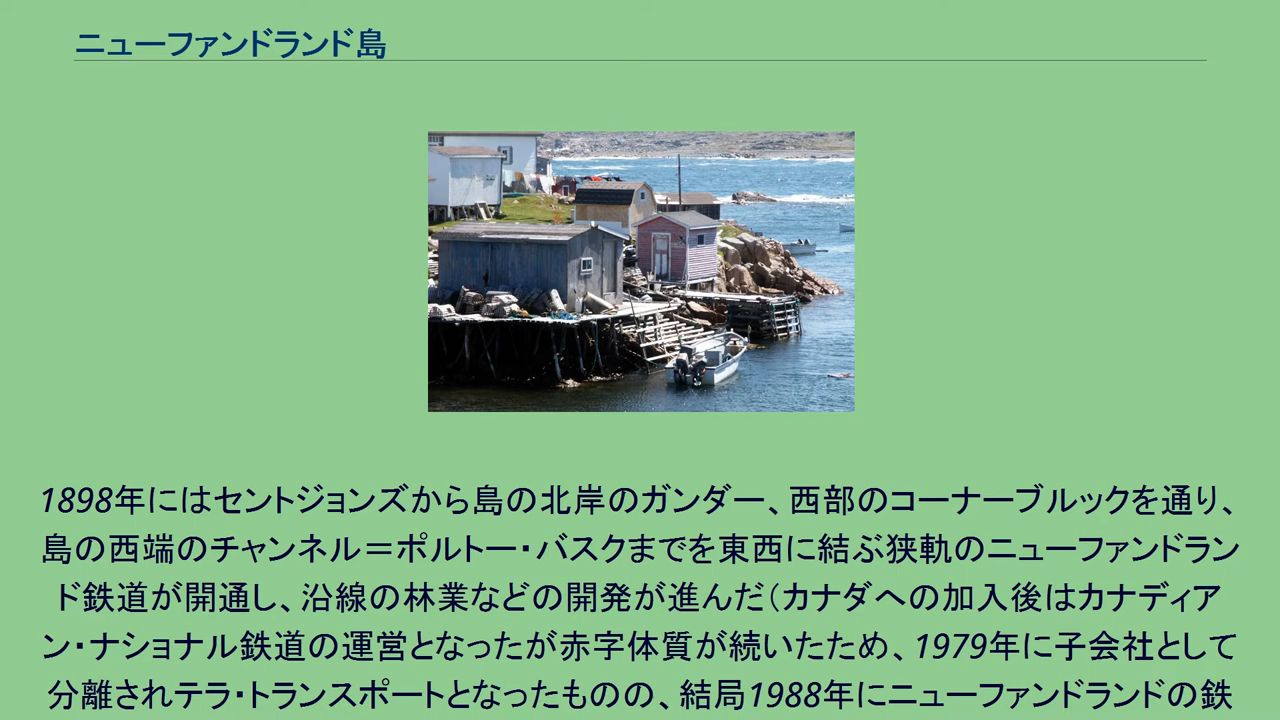 ニューファンドランド島
1898年にはセントジョンズから島の北岸のガンダー、西部のコーナーブルックを通り、
島の西端のチャンネル＝ポルトー・バスクまでを東西に結ぶ狭軌のニューファンドラン
ド鉄道が開通し、沿線の林業などの開発が進んだ（カナダへの加入後はカナディア
ン・ナショナル鉄道の運営となったが赤字体質が続いたため、1979年に子会社として
分離されテラ・トランスポートとなったものの、結局1988年にニューファンドランドの鉄